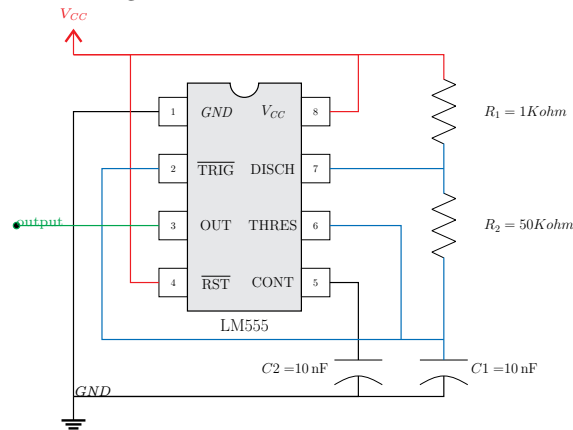 V_CC
1 GND V_CC 8
R_1 = 1Kohm
2 TRIG DISCH 7
output
3 OUT THRES 6
R_2 = 50Kohm
4 RST CONT 5
LM555
C2 =10 nF
C1 =10 nF
GND